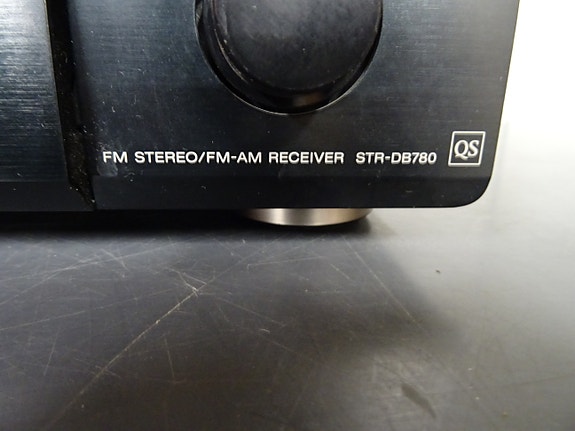 FM STEREO/FM-AM RECEIVER STR-DB780 QS